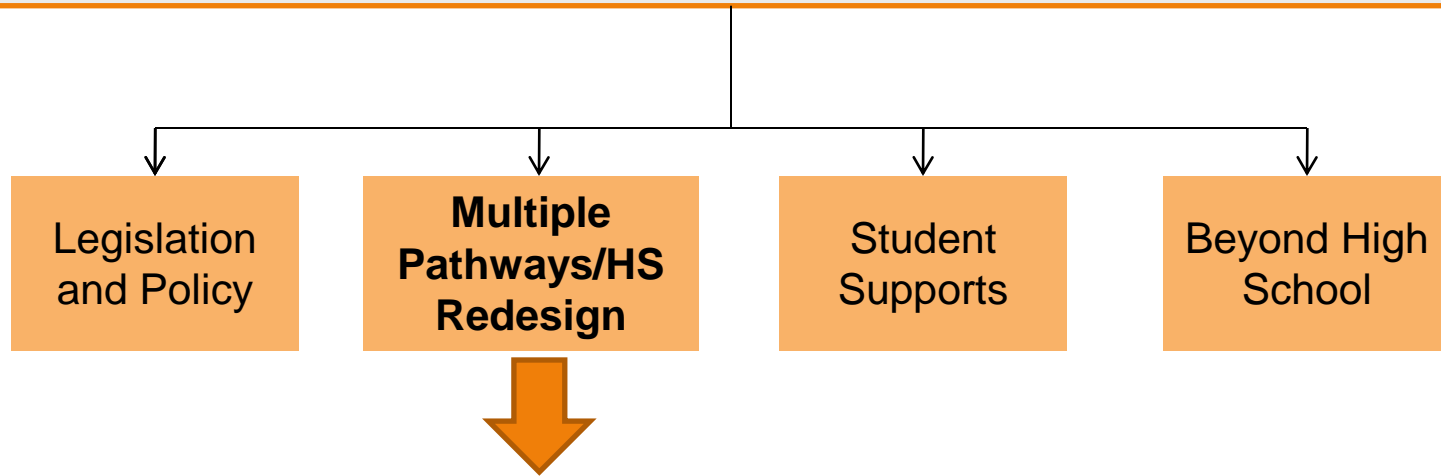 Legislation
and Policy
Multiple
Pathways/HS
Redesign
Student
Supports
Beyond High
School